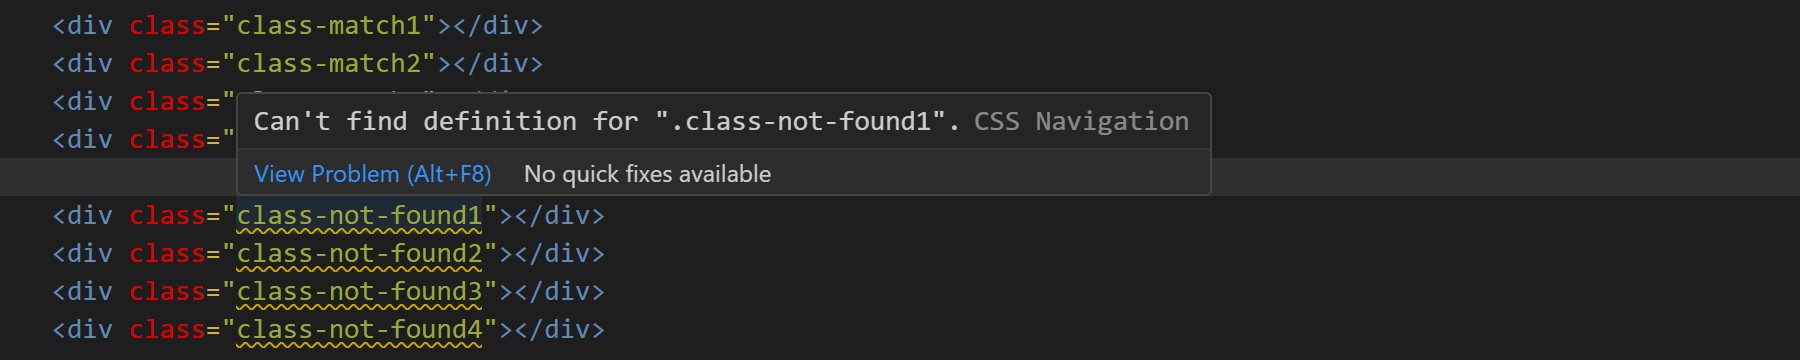 <div class="class-match1"></div>
<div class="class-match2"></div>
<div class="
<div class="
Can't find definition for ".class-not-found1". CSS Navigation
View Problem (Alt+F8) No quick fixes available
<div class="class-not-found1"></div>
<div class="class-not-found2"></div>
<div class="class-not-found3"></div>
<div class="class-not-found4"></div>